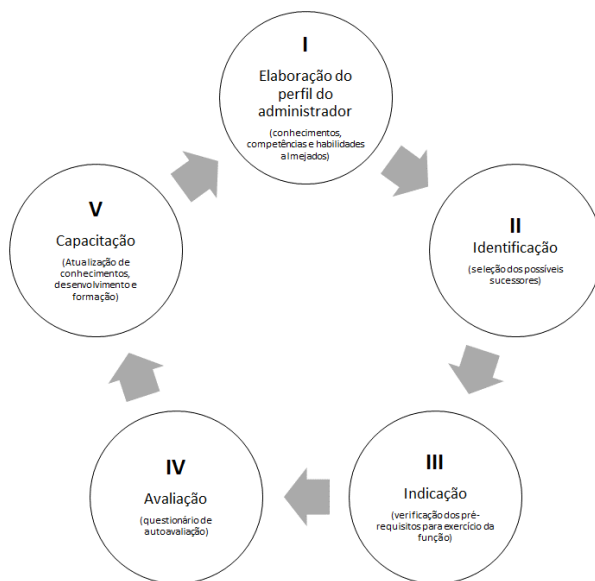 I
Elaboração do
perfil do
administrador
(conhecimentos,
competências e habilidades
almejados)
II
Identificação
(seleção dos possíveis
sucessores)
III
Indicação
(verificação dos pré-
requisitos para exercício da
função)
IV
Avaliação
(questionário de
autoavaliação)
V
Capacitação
(Atualização de
conhecimentos,
desenvolvimento e
formação)